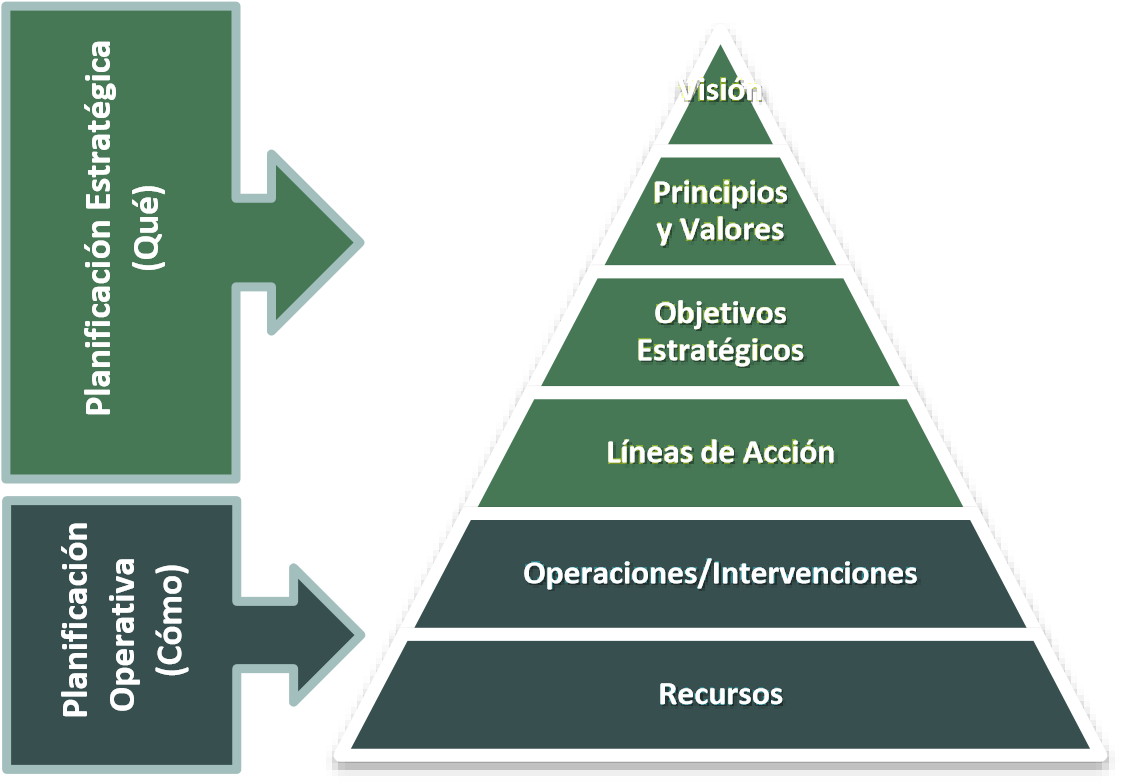 Planificación Estratégica
(Qué)
Planificación
Operativa
(Cómo)
Visión
Principios
y Valores
Objetivos
Estratégicos
Líneas de Acción
Operaciones/Intervenciones
Recursos